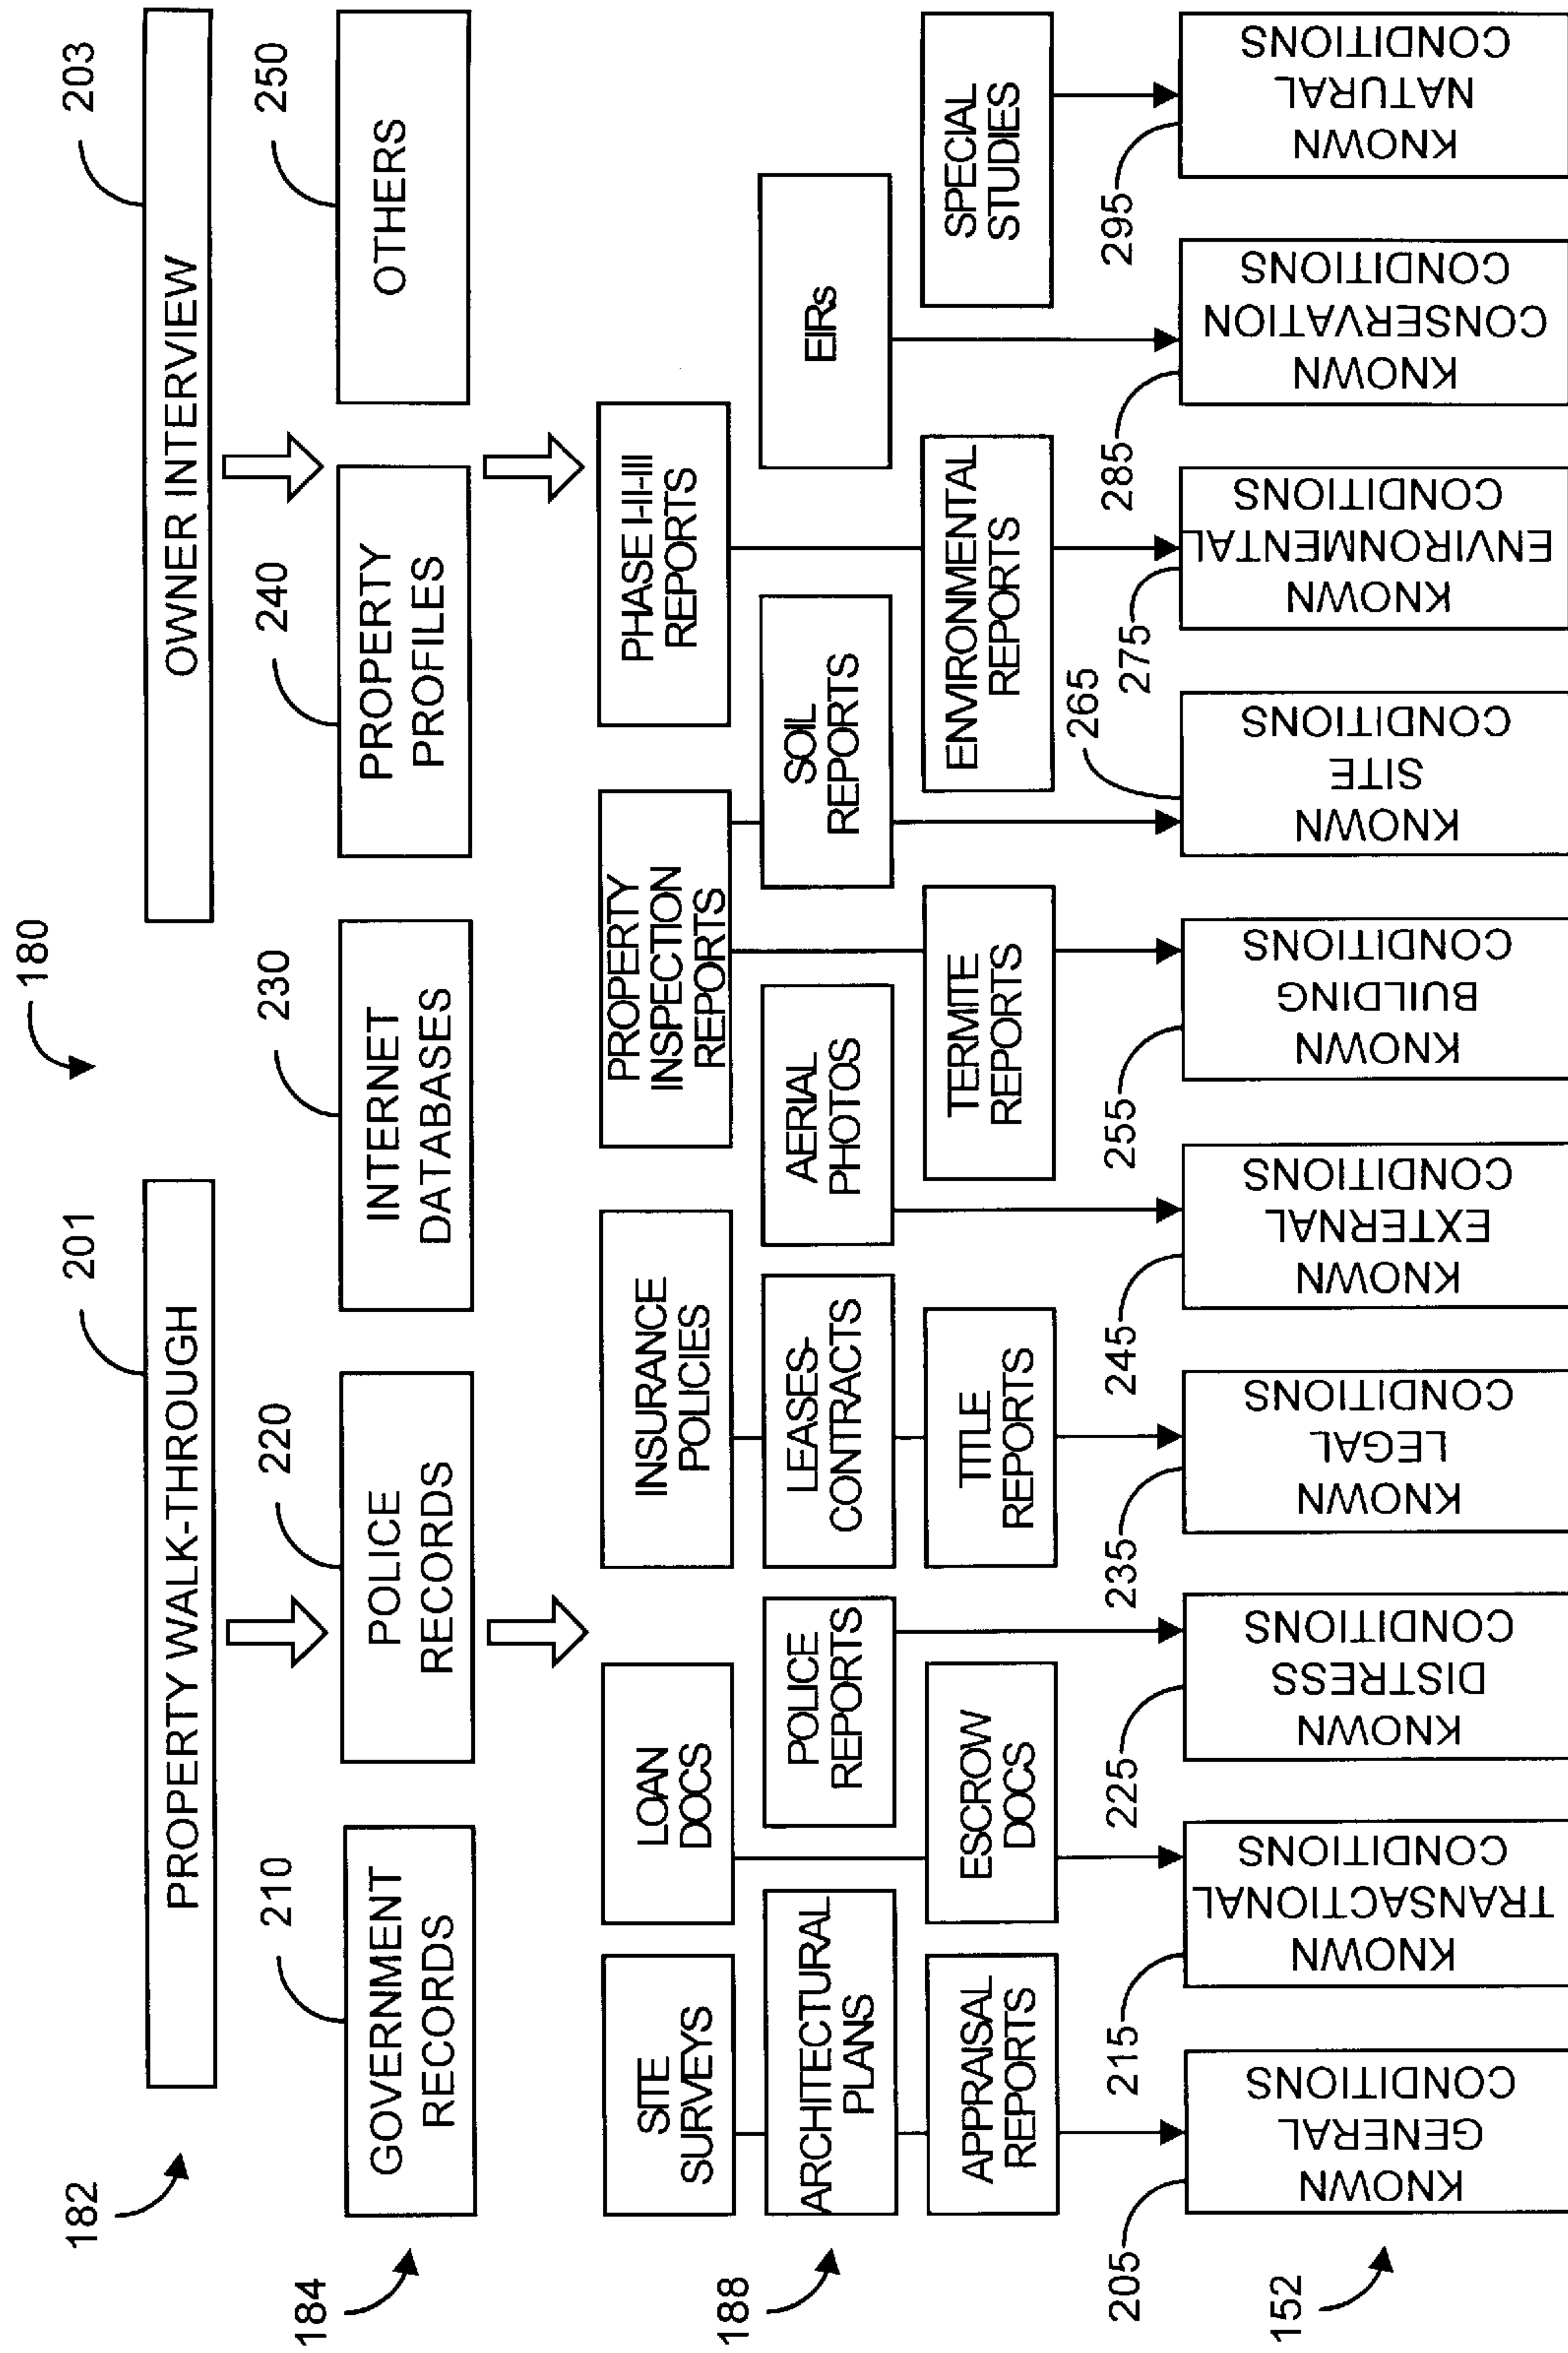 180
182
PROPERTY WALK-THROUGH
201
OWNER INTERVIEW
203
184
GOVERNMENT
RECORDS
210
POLICE
RECORDS
220
INTERNET
DATABASES
230
PROPERTY
PROFILES
240
OTHERS
250
188
SITE
SURVEYS
LOAN
DOCS
INSURANCE
POLICIES
PROPERTY
INSPECTION
REPORTS
PHASE I-II-III
REPORTS
ARCHITECTURAL
PLANS
POLICE
REPORTS
LEASES-
CONTRACTS
AERIAL
PHOTOS
SOIL
REPORTS
EIRs
APPRAISAL
REPORTS
ESCROW
DOCS
TITLE
REPORTS
TERMITE
REPORTS
ENVIRONMENTAL
REPORTS
SPECIAL
STUDIES
152
205
KNOWN
GENERAL
CONDITIONS
215
KNOWN
TRANSACTIONAL
CONDITIONS
225
KNOWN
DISTRESS
CONDITIONS
235
KNOWN
LEGAL
CONDITIONS
245
KNOWN
EXTERNAL
CONDITIONS
255
KNOWN
BUILDING
CONDITIONS
265
KNOWN
SITE
CONDITIONS
275
KNOWN
ENVIRONMENTAL
CONDITIONS
285
KNOWN
CONSERVATION
CONDITIONS
295
KNOWN
NATURAL
CONDITIONS